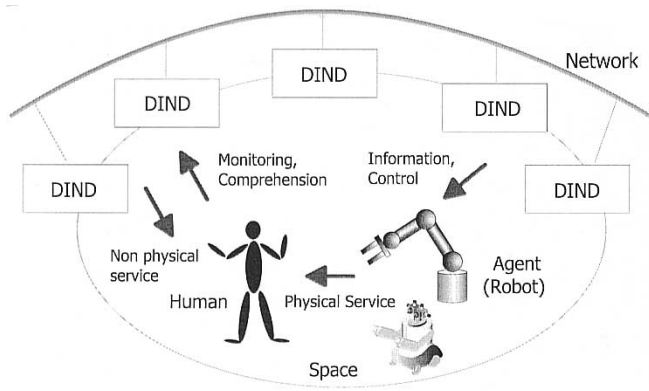 DIND
Network
DIND
DIND
DIND
DIND
Monitoring,
Comprehension
Information,
Control
Non physical
service
Human
Physical Service
Agent
(Robot)
Space